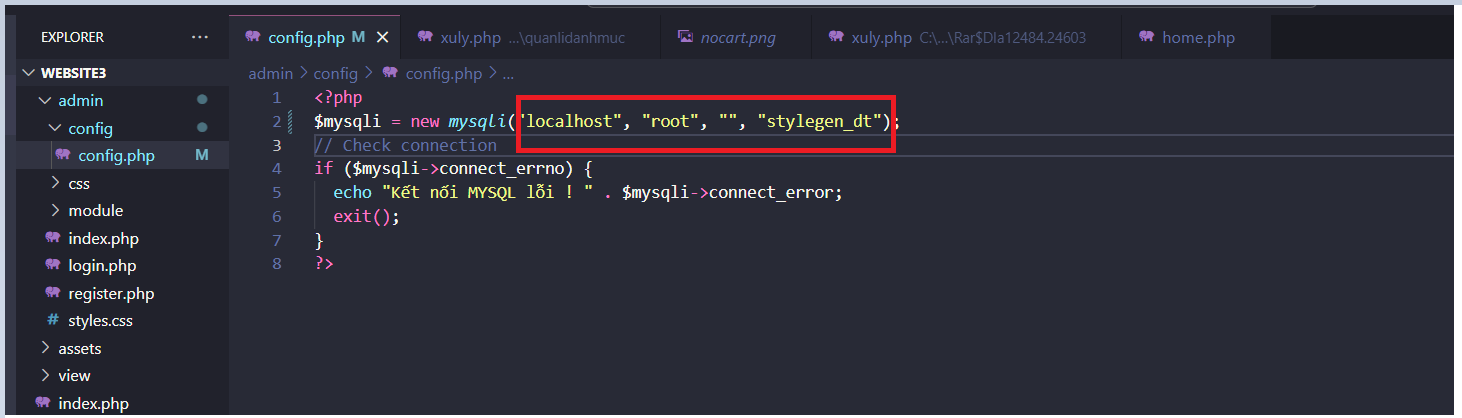 EXPLORER ...
config.php M ×
xuly.php ...\quanlidanhmuc
nocart.png
xuly.php C:\...\Rar$DIa12484.24603
home.php
WEBSITE3
admin
config
config.php M
css
module
index.php
login.php
register.php
styles.css
assets
view
index.php
admin > config > config.php > ...
1 <?php
2 $mysqli = new mysqli("localhost", "root", "", "stylegen_dt");
3 // Check connection
4 if ($mysqli->connect_errno) {
5 echo "Kết nối MYSQL lỗi ! " . $mysqli->connect_error;
6 exit();
7 }
8 ?>